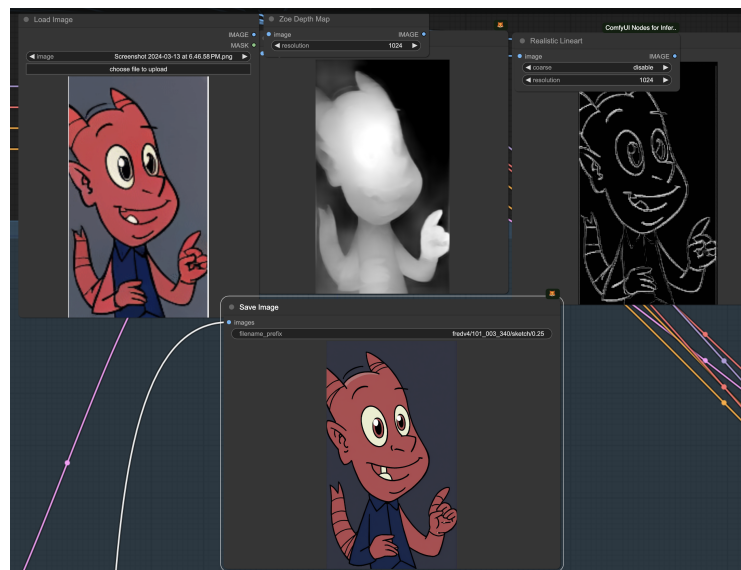 Load Image
IMAGE
MASK
image
Screenshot 2024-03-13 at 6.46.58 PM.png
choose file to upload
Zoe Depth Map
image
IMAGE
resolution
1024
ComfyUI Nodes for Infer..
Realistic Lineart
image
IMAGE
coarse
disable
resolution
1024
Save Image
images
filename_prefix
fredv4/101_003_340/sketch/0.25